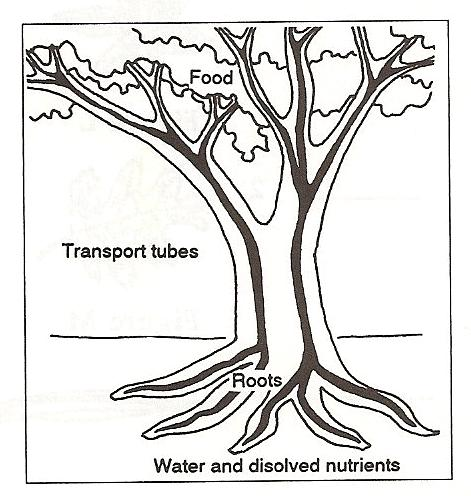 Food
Transport tubes
Roots
Water and disolved nutrients